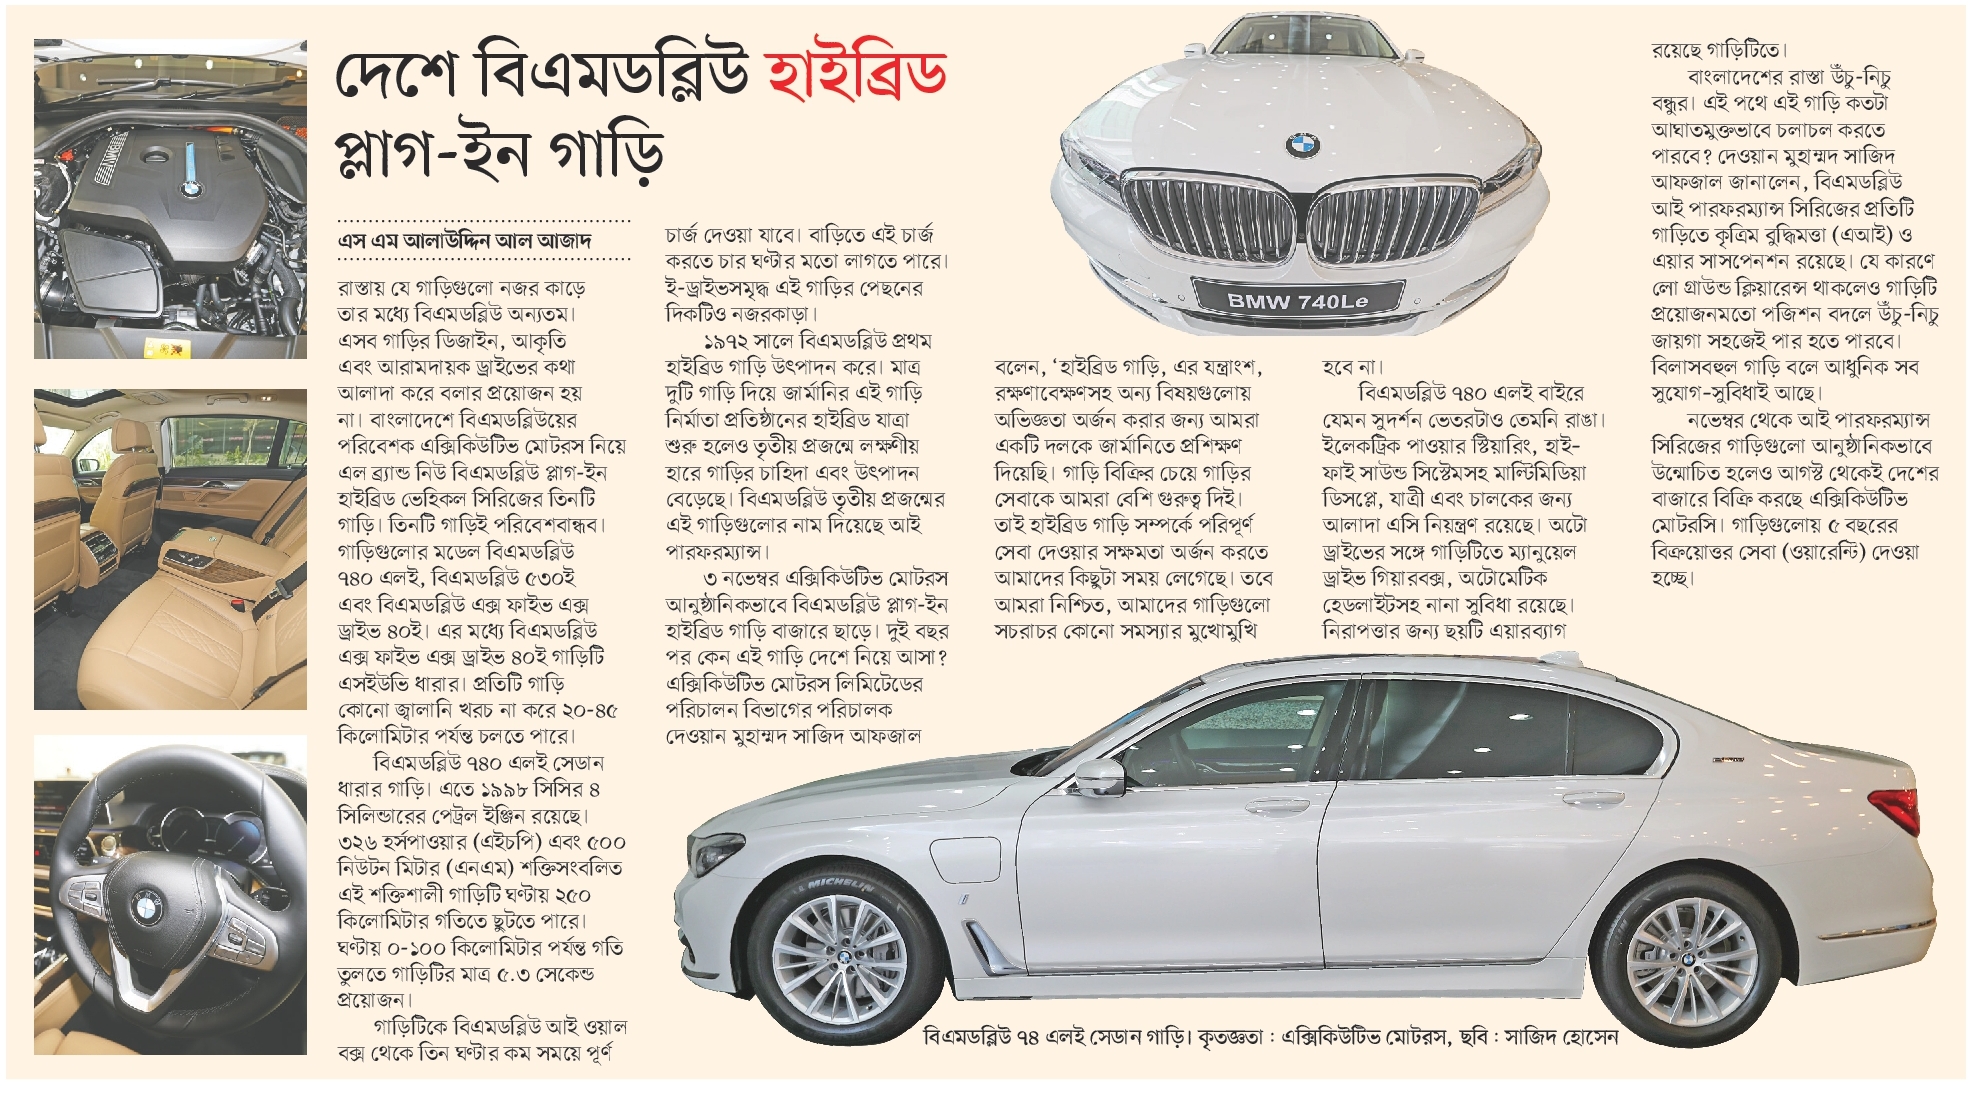 দেশে বিএমডব্লিউ হাইব্রিড
প্লাগ-ইন গাড়ি
এস এম আলাউদ্দিন আল আজাদ
রাস্তায় যে গাড়িগুলো নজর কাড়ে
তার মধ্যে বিএমডব্লিউ অন্যতম।
এসব গাড়ির ডিজাইন, আকৃতি
এবং আরামদায়ক ড্রাইভের কথা
আলাদা করে বলার প্রয়োজন হয়
না। বাংলাদেশে বিএমডব্লিউয়ের
পরিবেশক এক্সিকিউটিভ মোটরস নিয়ে
এল ব্র্যান্ড নিউ বিএমডব্লিউ প্লাগ-ইন
হাইব্রিড ভেহিকল সিরিজের তিনটি
গাড়ি। তিনটি গাড়িই পরিবেশবান্ধব।
গাড়িগুলোর মডেল বিএমডব্লিউ
৭৪০ এলই, বিএমডব্লিউ ৫৩০ই
এবং বিএমডব্লিউ এক্স ফাইভ এক্স
ড্রাইভ ৪০ই। এর মধ্যে বিএমডব্লিউ
এক্স ফাইভ এক্স ড্রাইভ ৪০ই গাড়িটি
এসইউভি ধারার। প্রতিটি গাড়ি
কোনো জ্বালানি খরচ না করে ২০-৪৫
কিলোমিটার পর্যন্ত চলতে পারে।
বিএমডব্লিউ ৭৪০ এলই সেডান
ধারার গাড়ি। এতে ১৯৯৮ সিসির ৪
সিলিন্ডারের পেট্রল ইঞ্জিন রয়েছে।
৩২৬ হর্সপাওয়ার (এইচপি) এবং ৫০০
নিউটন মিটার (এনএম) শক্তিসংবলিত
এই শক্তিশালী গাড়িটি ঘণ্টায় ২৫০
কিলোমিটার গতিতে ছুটতে পারে।
ঘণ্টায় ০-১০০ কিলোমিটার পর্যন্ত গতি
তুলতে গাড়িটির মাত্র ৫.৩ সেকেন্ড
প্রয়োজন।
গাড়িটিকে বিএমডব্লিউ আই ওয়াল
বক্স থেকে তিন ঘণ্টার কম সময়ে পূর্ণ
চার্জ দেওয়া যাবে। বাড়িতে এই চার্জ
করতে চার ঘণ্টার মতো লাগতে পারে।
ই-ড্রাইভসমৃদ্ধ এই গাড়ির পেছনের
দিকটিও নজরকাড়া।
১৯৭২ সালে বিএমডব্লিউ প্রথম
হাইব্রিড গাড়ি উৎপাদন করে। মাত্র
দুটি গাড়ি দিয়ে জার্মানির এই গাড়ি
নির্মাতা প্রতিষ্ঠানের হাইব্রিড যাত্রা
শুরু হলেও তৃতীয় প্রজন্মে লক্ষণীয়
হারে গাড়ির চাহিদা এবং উৎপাদন
বেড়েছে। বিএমডব্লিউ তৃতীয় প্রজন্মের
এই গাড়িগুলোর নাম দিয়েছে আই
পারফরম্যান্স।
৩ নভেম্বর এক্সিকিউটিভ মোটরস
আনুষ্ঠানিকভাবে বিএমডব্লিউ প্লাগ-ইন
হাইব্রিড গাড়ি বাজারে ছাড়ে। দুই বছর
পর কেন এই গাড়ি দেশে নিয়ে আসা?
এক্সিকিউটিভ মোটরস লিমিটেডের
পরিচালন বিভাগের পরিচালক
দেওয়ান মুহাম্মদ সাজিদ আফজাল
বলেন, ‘হাইব্রিড গাড়ি, এর যন্ত্রাংশ,
রক্ষণাবেক্ষণসহ অন্য বিষয়গুলোয়
অভিজ্ঞতা অর্জন করার জন্য আমরা
একটি দলকে জার্মানিতে প্রশিক্ষণ
দিয়েছি। গাড়ি বিক্রির চেয়ে গাড়ির
সেবাকে আমরা বেশি গুরুত্ব দিই।
তাই হাইব্রিড গাড়ি সম্পর্কে পরিপূর্ণ
সেবা দেওয়ার সক্ষমতা অর্জন করতে
আমাদের কিছুটা সময় লেগেছে। তবে
আমরা নিশ্চিত, আমাদের গাড়িগুলো
সচরাচর কোনো সমস্যার মুখোমুখি
হবে না।
বিএমডব্লিউ ৭৪০ এলই বাইরে
যেমন সুদর্শন ভেতরটাও তেমনি রাঙা।
ইলেকট্রিক পাওয়ার স্টিয়ারিং, হাই-
ফাই সাউন্ড সিস্টেমসহ মাল্টিমিডিয়া
ডিসপ্লে, যাত্রী এবং চালকের জন্য
আলাদা এসি নিয়ন্ত্রণ রয়েছে। অটো
ড্রাইভের সঙ্গে গাড়িটিতে ম্যানুয়েল
ড্রাইভ গিয়ারবক্স, অটোমেটিক
হেডলাইটসহ নানা সুবিধা রয়েছে।
নিরাপত্তার জন্য ছয়টি এয়ারব্যাগ
রয়েছে গাড়িটিতে।
বাংলাদেশের রাস্তা উঁচু-নিচু
বন্ধুর। এই পথে এই গাড়ি কতটা
আঘাতমুক্তভাবে চলাচল করতে
পারবে? দেওয়ান মুহাম্মদ সাজিদ
আফজাল জানালেন, বিএমডব্লিউ
আই পারফরম্যান্স সিরিজের প্রতিটি
গাড়িতে কৃত্রিম বুদ্ধিমত্তা (এআই) ও
এয়ার সাসপেনশন রয়েছে। যে কারণে
লো গ্রাউন্ড ক্লিয়ারেন্স থাকলেও গাড়িটি
প্রয়োজনমতো পজিশন বদলে উঁচু-নিচু
জায়গা সহজেই পার হতে পারবে।
বিলাসবহুল গাড়ি বলে আধুনিক সব
সুযোগ-সুবিধাই আছে।
নভেম্বর থেকে আই পারফরম্যান্স
সিরিজের গাড়িগুলো আনুষ্ঠানিকভাবে
উন্মোচিত হলেও আগস্ট থেকেই দেশের
বাজারে বিক্রি করছে এক্সিকিউটিভ
মোটরসি। গাড়িগুলোয় ৫ বছরের
বিক্রয়োত্তর সেবা (ওয়ারেন্টি) দেওয়া
হচ্ছে।
BMW 740Le
MICHELIN
বিএমডব্লিউ ৭৪ এলই সেডান গাড়ি। কৃতজ্ঞতা : এক্সিকিউটিভ মোটরস, ছবি : সাজিদ হোসেন